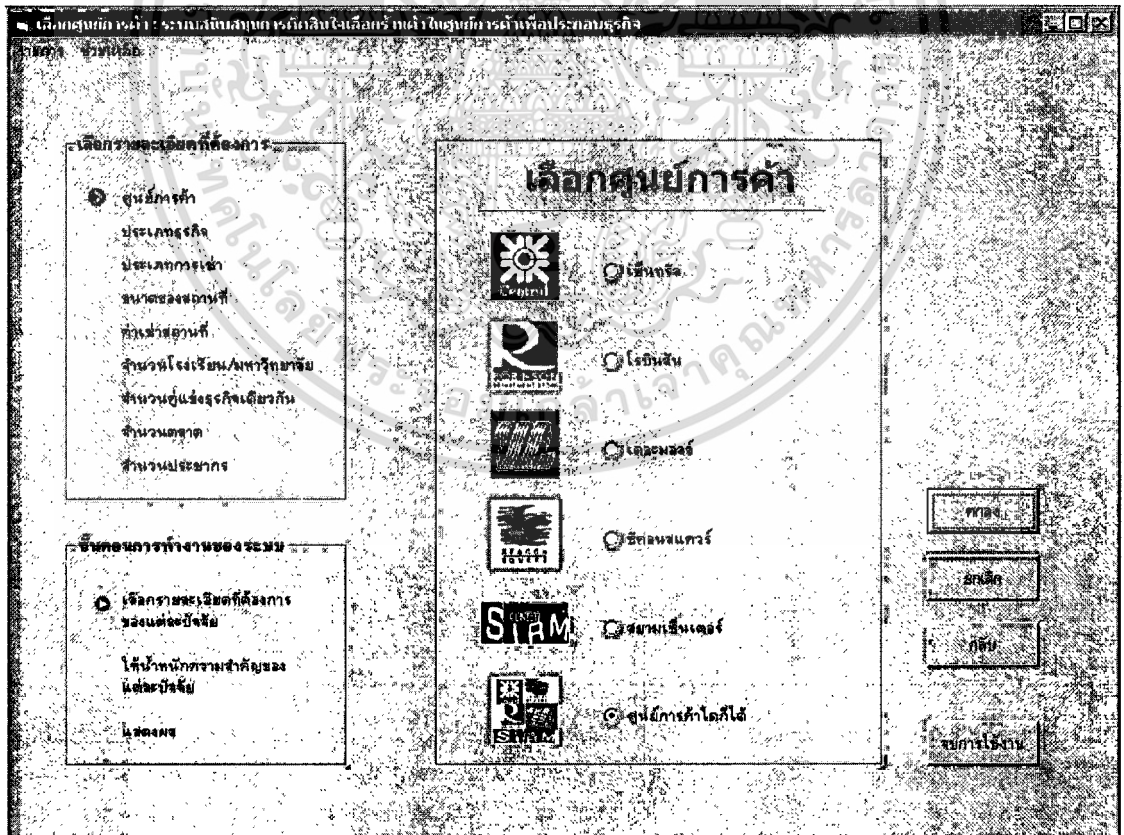 เลือกศูนย์การค้า : ระบบสนับสนุนการตัดสินใจเลือกร้านค้าในศูนย์การค้าเพื่อประกอบธุรกิจ
รายการ ช่วยเหลือ
เลือกรายละเอียดที่ต้องการ
ศูนย์การค้า
ประเภทธุรกิจ
ประเภทการเช่า
ขนาดของสถานที่
ค่าเช่าสถานที่
จำนวนโรงเรียน/มหาวิทยาลัย
จำนวนคู่แข่งธุรกิจเดียวกัน
จำนวนตลาด
จำนวนประชากร
ขั้นตอนการทำงานของระบบ
เลือกรายละเอียดที่ต้องการ
ของแต่ละปัจจัย
ให้น้ำหนักความสำคัญของ
แต่ละปัจจัย
แสดงผล
เลือกศูนย์การค้า
Central
เซ็นทรัล
โรบินสัน
เดอะมอลล์
ซีคอนสแควร์
CENTER
SIAM
สยามเซ็นเตอร์
ศูนย์การค้าใดก็ได้
ตกลง
ยกเลิก
กลับ
จบการใช้งาน